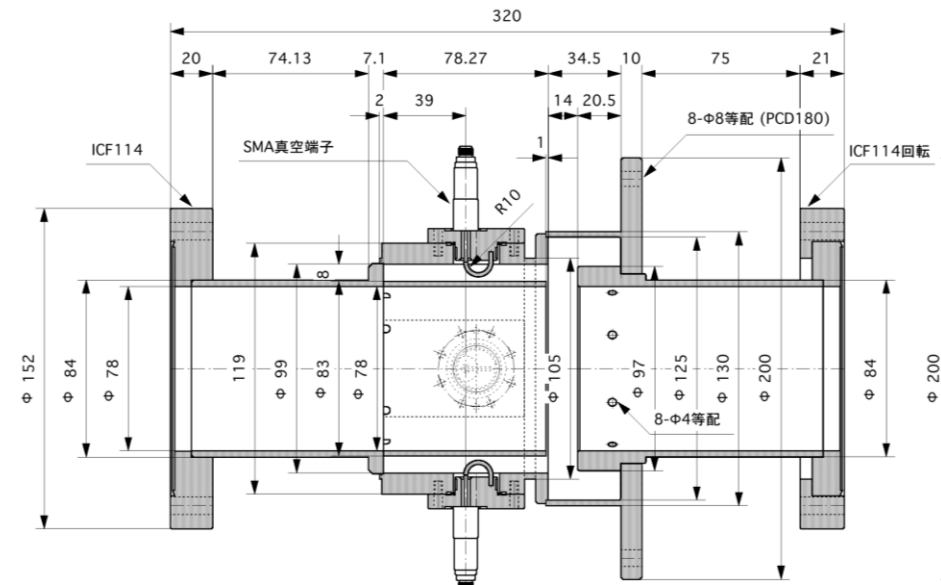 320
20
74.13
7.1
78.27
34.5
10
75
21
2
39
14
20.5
8-Φ8等配 (PCD180)
ICF114
SMA真空端子
1
ICF114回転
R10
8
Φ 152
Φ 84
Φ 78
119
Φ 99
Φ 83
Φ 78
Φ 105
Φ 97
Φ 125
Φ 130
Φ 200
Φ 84
Φ 200
8-Φ4等配